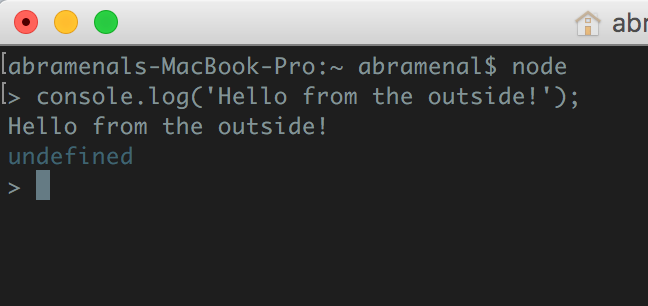 abr
[abramenals-MacBook-Pro:~ abramenal$ node
[> console.log('Hello from the outside!');
Hello from the outside!
undefined
>